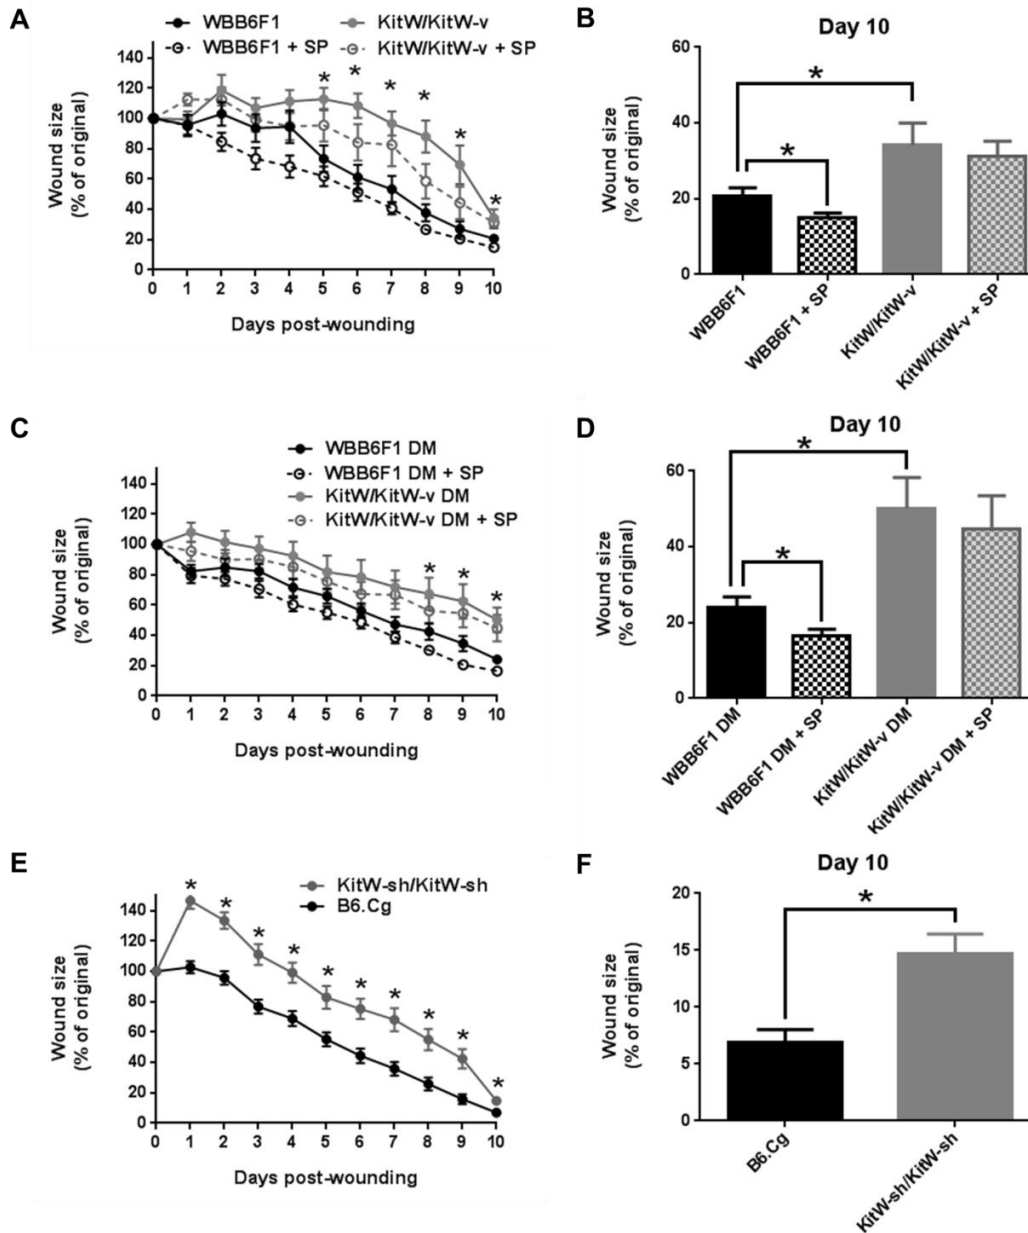 A
WBB6F1
KitW/KitW-v
WBB6F1 + SP
KitW/KitW-v + SP
Wound size
(% of original)
140
120
100
80
60
40
20
0
* * * * * *
0 1 2 3 4 5 6 7 8 9 10
Days post-wounding
B
Day 10
Wound size
(% of original)
60
40
20
0
*
*
WBB6F1
WBB6F1 + SP
KitW/KitW-v
KitW/KitW-v + SP
C
WBB6F1 DM
WBB6F1 DM + SP
KitW/KitW-v DM
KitW/KitW-v DM + SP
Wound size
(% of original)
140
120
100
80
60
40
20
0
* * *
0 1 2 3 4 5 6 7 8 9 10
Days post-wounding
D
Day 10
Wound size
(% of original)
60
40
20
0
*
*
WBB6F1 DM
WBB6F1 DM + SP
KitW/KitW-v DM
KitW/KitW-v DM + SP
E
KitW-sh/KitW-sh
B6.Cg
Wound size
(% of original)
140
120
100
80
60
40
20
0
* * * * * * * * * *
0 1 2 3 4 5 6 7 8 9 10
Days post-wounding
F
Day 10
Wound size
(% of original)
20
15
10
5
0
*
B6.Cg
KitW-sh/KitW-sh